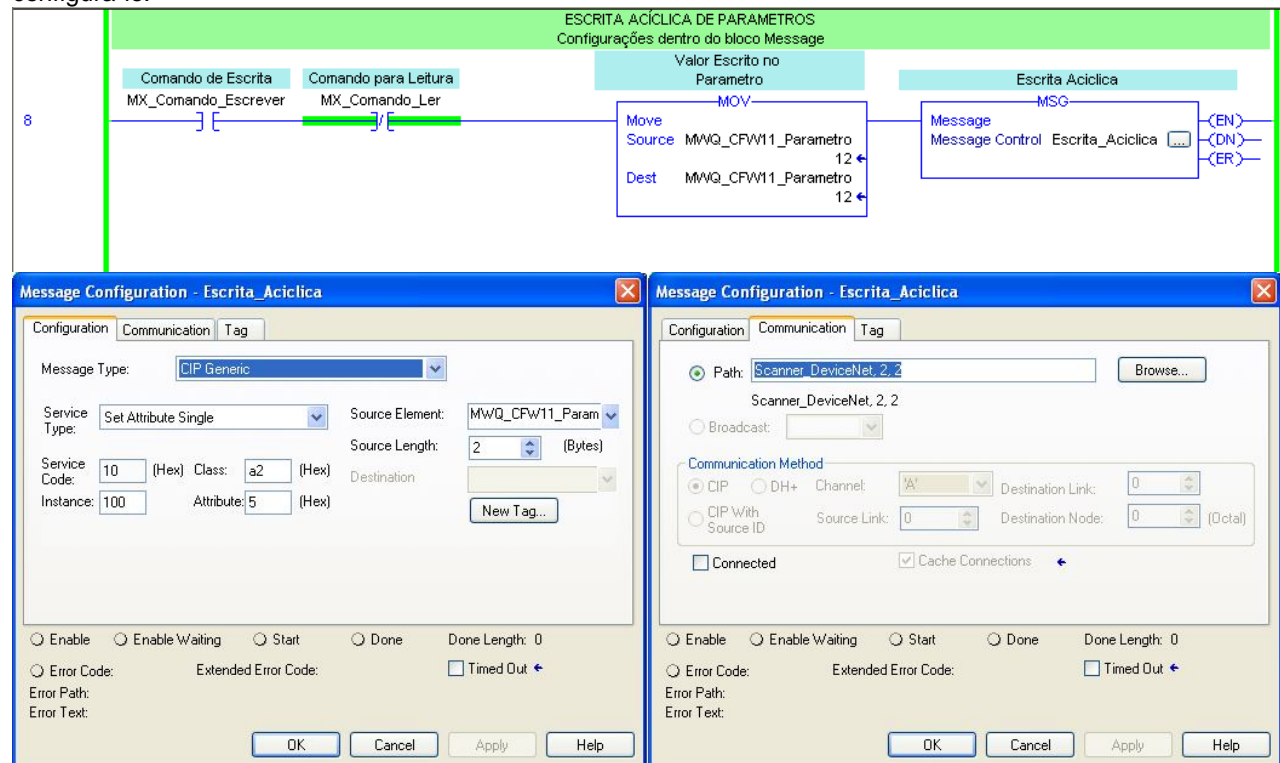 ESCRITA ACÍCLICA DE PARAMETROS
Configurações dentro do bloco Message
Comando de Escrita
MX_Comando_Escrever
Comando para Leitura
MX_Comando_Ler
Valor Escrito no
Parametro
Escrita Aciclica
8
MOV
Move
Source MWQ_CFW11_Parametro
12
Dest MWQ_CFW11_Parametro
12
MSG
Message
Message Control Escrita_Aciclica ...
(EN)
(DN)
(ER)
Message Configuration - Escrita_Aciclica
Configuration Communication Tag
Message Type: CIP Generic
Service Type: Set Attribute Single
Source Element: MWQ_CFW11_Param
Source Length: 2 (Bytes)
Service Code: 10 (Hex) Class: a2 (Hex)
Destination
Instance: 100 Attribute: 5 (Hex)
New Tag...
Enable Enable Waiting Start Done Done Length: 0
Error Code: Extended Error Code: Timed Out
Error Path:
Error Text:
OK Cancel Apply Help
Message Configuration - Escrita_Aciclica
Configuration Communication Tag
Path: Scanner_DeviceNet, 2, 2 Browse...
Scanner_DeviceNet, 2, 2
Broadcast:
Communication Method
CIP DH+ Channel: 'A' Destination Link: 0
CIP With Source ID Source Link: 0 Destination Node: 0 (Octal)
Connected Cache Connections
Enable Enable Waiting Start Done Done Length: 0
Error Code: Extended Error Code: Timed Out
Error Path:
Error Text:
OK Cancel Apply Help